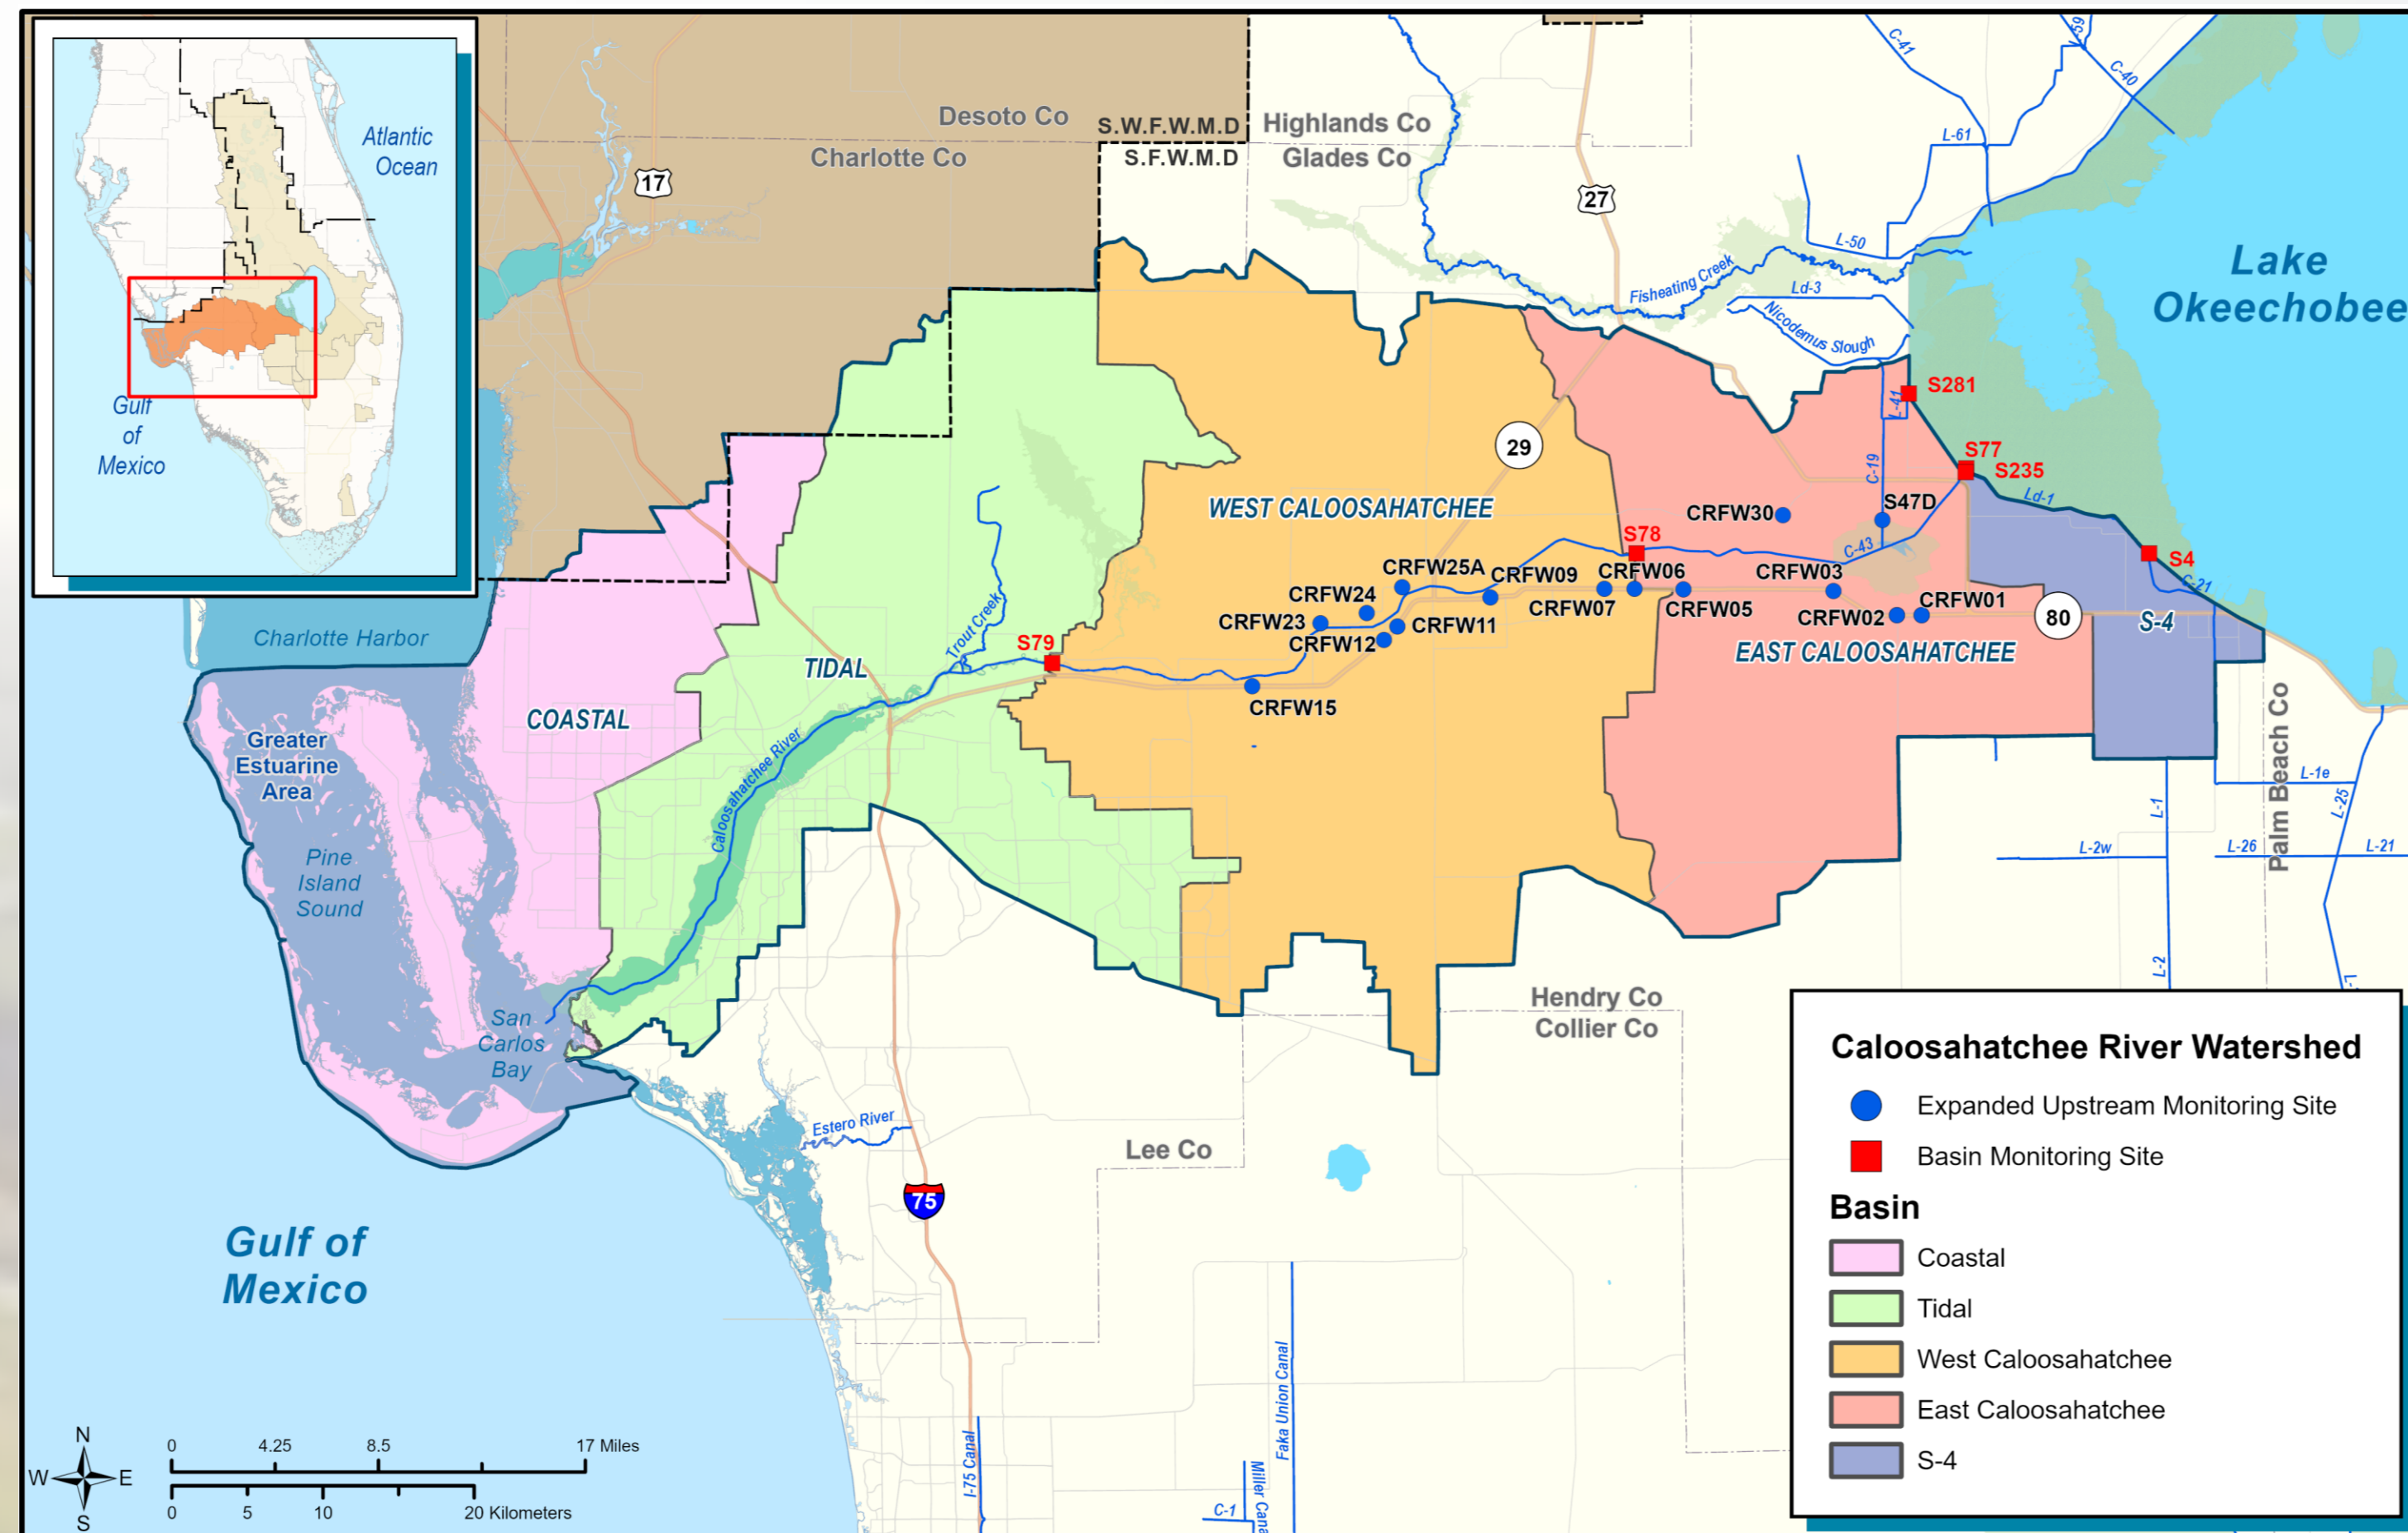 Atlantic
Ocean
Gulf
of
Mexico
Desoto Co
Charlotte Co
S.W.F.W.M.D
S.F.W.M.D
Highlands Co
Glades Co
17
27
C-41
L-59
C-40
L-61
L-50
Fisheating Creek
Ld-3
Nicodemus Slough
Lake
Okeechobee
S281
L-41
S77
S235
C-19
Ld-1
S47D
CRFW30
29
WEST CALOOSAHATCHEE
S78
C-43
S4
C-21
CRFW25A
CRFW09
CRFW06
CRFW03
CRFW24
CRFW07
CRFW05
CRFW01
CRFW23
CRFW11
CRFW02
80
S-4
CRFW12
EAST CALOOSAHATCHEE
Charlotte Harbor
Trout Creek
S79
TIDAL
CRFW15
COASTAL
Greater
Estuarine
Area
Caloosahatchee River
Pine
Island
Sound
San
Carlos
Bay
Palm Beach Co
L-1e
L-1
L-25
L-2w
L-26
L-21
L-2
Hendry Co
Collier Co
Estero River
Lee Co
75
Gulf of
Mexico
Faka Union Canal
I-75 Canal
C-1
Caloosahatchee River Watershed
Expanded Upstream Monitoring Site
Basin Monitoring Site
Basin
Coastal
Tidal
West Caloosahatchee
East Caloosahatchee
S-4
N
W
E
S
0 4.25 8.5 17 Miles
0 5 10 20 Kilometers